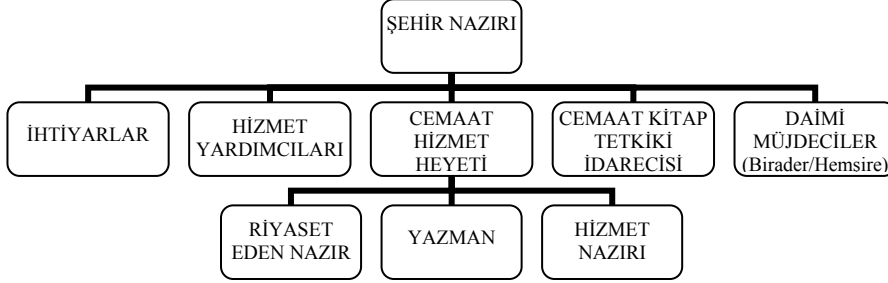 ŞEHİR NAZIRI
İHTİYARLAR
HİZMET
YARDIMCILARI
CEMAAT
HİZMET
HEYETİ
CEMAAT KİTAP
TETKİKİ
İDARECİSİ
DAİMİ
MÜJDECİLER
(Birader/Hemsire)
RİYASET
EDEN NAZIR
YAZMAN
HİZMET
NAZIRI